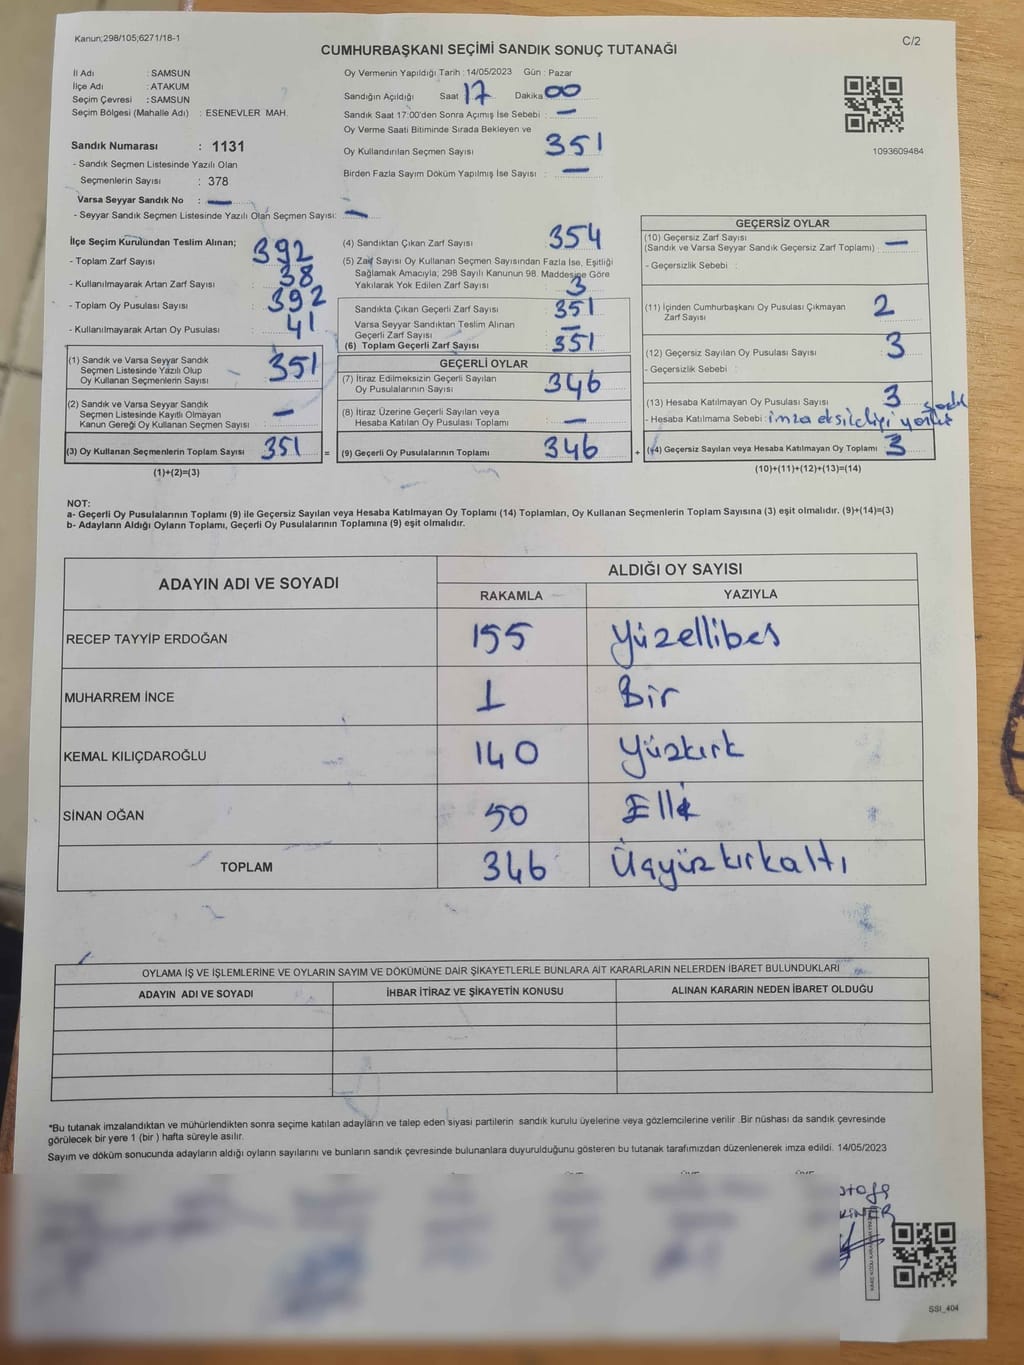 Kanun;298/105;6271/18-1
C/2
CUMHURBAŞKANI SEÇİMİ SANDIK SONUÇ TUTANAĞI
İl Adı : SAMSUN
İlçe Adı : ATAKUM
Seçim Çevresi : SAMSUN
Seçim Bölgesi (Mahalle Adı) : ESENEVLER MAH.
Sandık Numarası : 1131
- Sandık Seçmen Listesinde Yazılı Olan
Seçmenlerin Sayısı : 378
Varsa Seyyar Sandık No : —
- Seyyar Sandık Seçmen Listesinde Yazılı Olan Seçmen Sayısı: —
Oy Vermenin Yapıldığı Tarih : 14/05/2023 Gün : Pazar
Sandığın Açıldığı Saat 17 Dakika 00
Sandık Saat 17:00'den Sonra Açımış İse Sebebi : —
Oy Verme Saati Bitiminde Sırada Bekleyen ve
Oy Kullandırılan Seçmen Sayısı 351
Birden Fazla Sayım Döküm Yapılmış İse Sayısı : —
1093609484
İlçe Seçim Kurulundan Teslim Alınan;
- Toplam Zarf Sayısı 392
- Kullanılmayarak Artan Zarf Sayısı : 38
- Toplam Oy Pusulası Sayısı : 392
- Kullanılmayarak Artan Oy Pusulası : 41
(1) Sandık ve Varsa Seyyar Sandık
Seçmen Listesinde Yazılı Olup
Oy Kullanan Seçmenlerin Sayısı : 351
(2) Sandık ve Varsa Seyyar Sandık
Seçmen Listesinde Kayıtlı Olmayan
Kanun Gereği Oy Kullanan Seçmen Sayısı : —
(3) Oy Kullanan Seçmenlerin Toplam Sayısı 351 =
(1)+(2)=(3)
(4) Sandıktan Çıkan Zarf Sayısı 354
(5) Zarf Sayısı Oy Kullanan Seçmen Sayısından Fazla İse, Eşitliği
Sağlamak Amacıyla; 298 Sayılı Kanunun 98. Maddesine Göre
Yakılarak Yok Edilen Zarf Sayısı : 3
Sandıkta Çıkan Geçerli Zarf Sayısı : 351
Varsa Seyyar Sandıktan Teslim Alınan
Geçerli Zarf Sayısı : —
(6) Toplam Geçerli Zarf Sayısı : 351
GEÇERLİ OYLAR
(7) İtiraz Edilmeksizin Geçerli Sayılan
Oy Pusulalarının Sayısı : 346
(8) İtiraz Üzerine Geçerli Sayılan veya
Hesaba Katılan Oy Pusulası Toplamı : —
(9) Geçerli Oy Pusulalarının Toplamı : 346 +
GEÇERSİZ OYLAR
(10) Geçersiz Zarf Sayısı
(Sandık ve Varsa Seyyar Sandık Geçersiz Zarf Toplamı) : —
- Geçersizlik Sebebi :
(11) İçinden Cumhurbaşkanı Oy Pusulası Çıkmayan
Zarf Sayısı : 2
(12) Geçersiz Sayılan Oy Pusulası Sayısı : 3
- Geçersizlik Sebebi :
(13) Hesaba Katılmayan Oy Pusulası Sayısı : 3
- Hesaba Katılmama Sebebi : imza eksikliği
(14) Geçersiz Sayılan veya Hesaba Katılmayan Oy Toplamı 3
(10)+(11)+(12)+(13)=(14)
NOT:
a- Geçerli Oy Pusulalarının Toplamı (9) ile Geçersiz Sayılan veya Hesaba Katılmayan Oy Toplamı (14) Toplamları, Oy Kullanan Seçmenlerin Toplam Sayısına (3) eşit olmalıdır. (9)+(14)=(3)
b- Adayların Aldığı Oyların Toplamı, Geçerli Oy Pusulalarının Toplamına (9) eşit olmalıdır.
ADAYIN ADI VE SOYADI
ALDIĞI OY SAYISI
RAKAMLA YAZIYLA
RECEP TAYYİP ERDOĞAN 155 Yüzellibes
MUHARREM İNCE 1 Bir
KEMAL KILIÇDAROĞLU 140 Yüzkırk
SİNAN OĞAN 50 Elli
TOPLAM 346 Üçyüzkırkaltı
OYLAMA İŞ VE İŞLEMLERİNE VE OYLARIN SAYIM VE DÖKÜMÜNE DAİR ŞİKAYETLERLE BUNLARA AİT KARARLARIN NELERDEN İBARET BULUNDUKLARI
ADAYIN ADI VE SOYADI İHBAR İTİRAZ VE ŞİKAYETİN KONUSU ALINAN KARARIN NEDEN İBARET OLDUĞU
*Bu tutanak imzalandıktan ve mühürlendikten sonra seçime katılan adayların ve talep eden siyasi partilerin sandık kurulu üyelerine veya gözlemcilerine verilir .Bir nüshası da sandık çevresinde
görülecek bir yere 1 (bir ) hafta süreyle asılır.
Sayım ve döküm sonucunda adayların aldığı oyların sayılarını ve bunların sandık çevresinde bulunanlara duyurulduğunu gösteren bu tutanak tarafımızdan düzenlenerek imza edildi. 14/05/2023
SSI_404